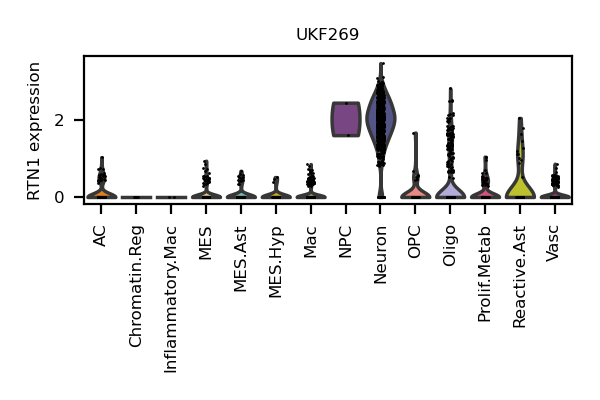 UKF269
RTN1 expression
2
0
AC
Chromatin.Reg
Inflammatory.Mac
MES
MES.Ast
MES.Hyp
Mac
NPC
Neuron
OPC
Oligo
Prolif.Metab
Reactive.Ast
Vasc